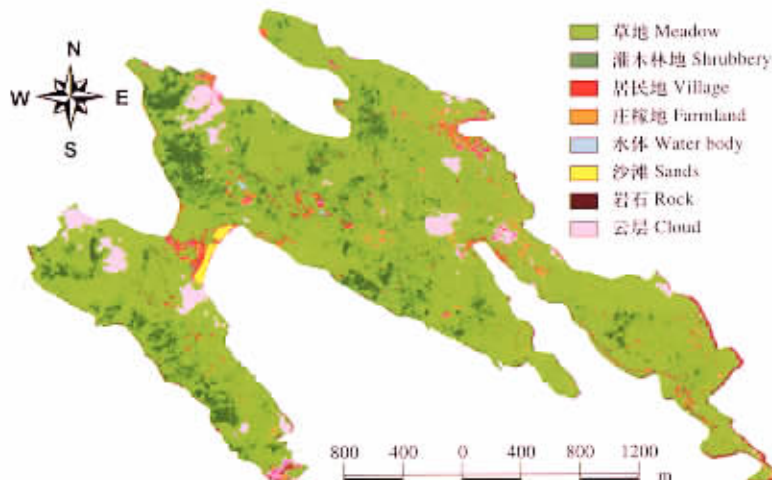 草地 Meadow
灌木林地 Shrubbery
居民地 Village
庄稼地 Farmland
水体 Water body
沙滩 Sands
岩石 Rock
云层 Cloud
N
W E
S
800 400 0 400 800 1200
m